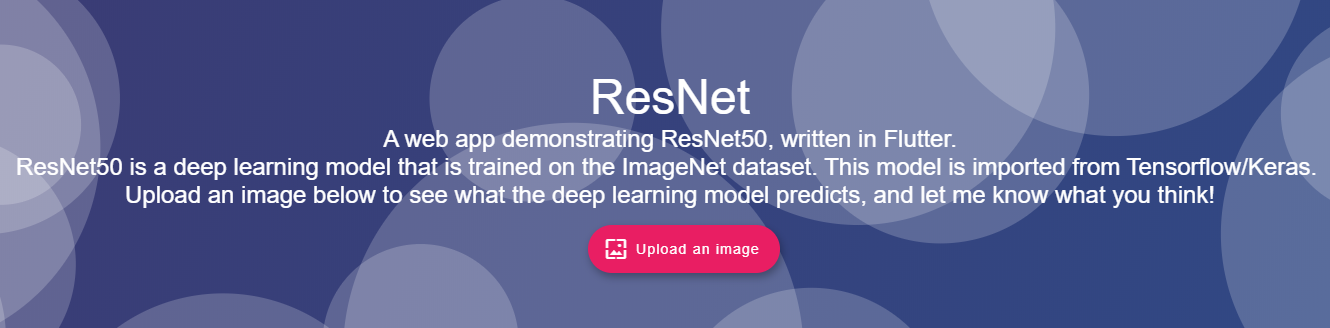 ResNet
A web app demonstrating ResNet50, written in Flutter.
ResNet50 is a deep learning model that is trained on the ImageNet dataset. This model is imported from Tensorflow/Keras.
Upload an image below to see what the deep learning model predicts, and let me know what you think!
Upload an image